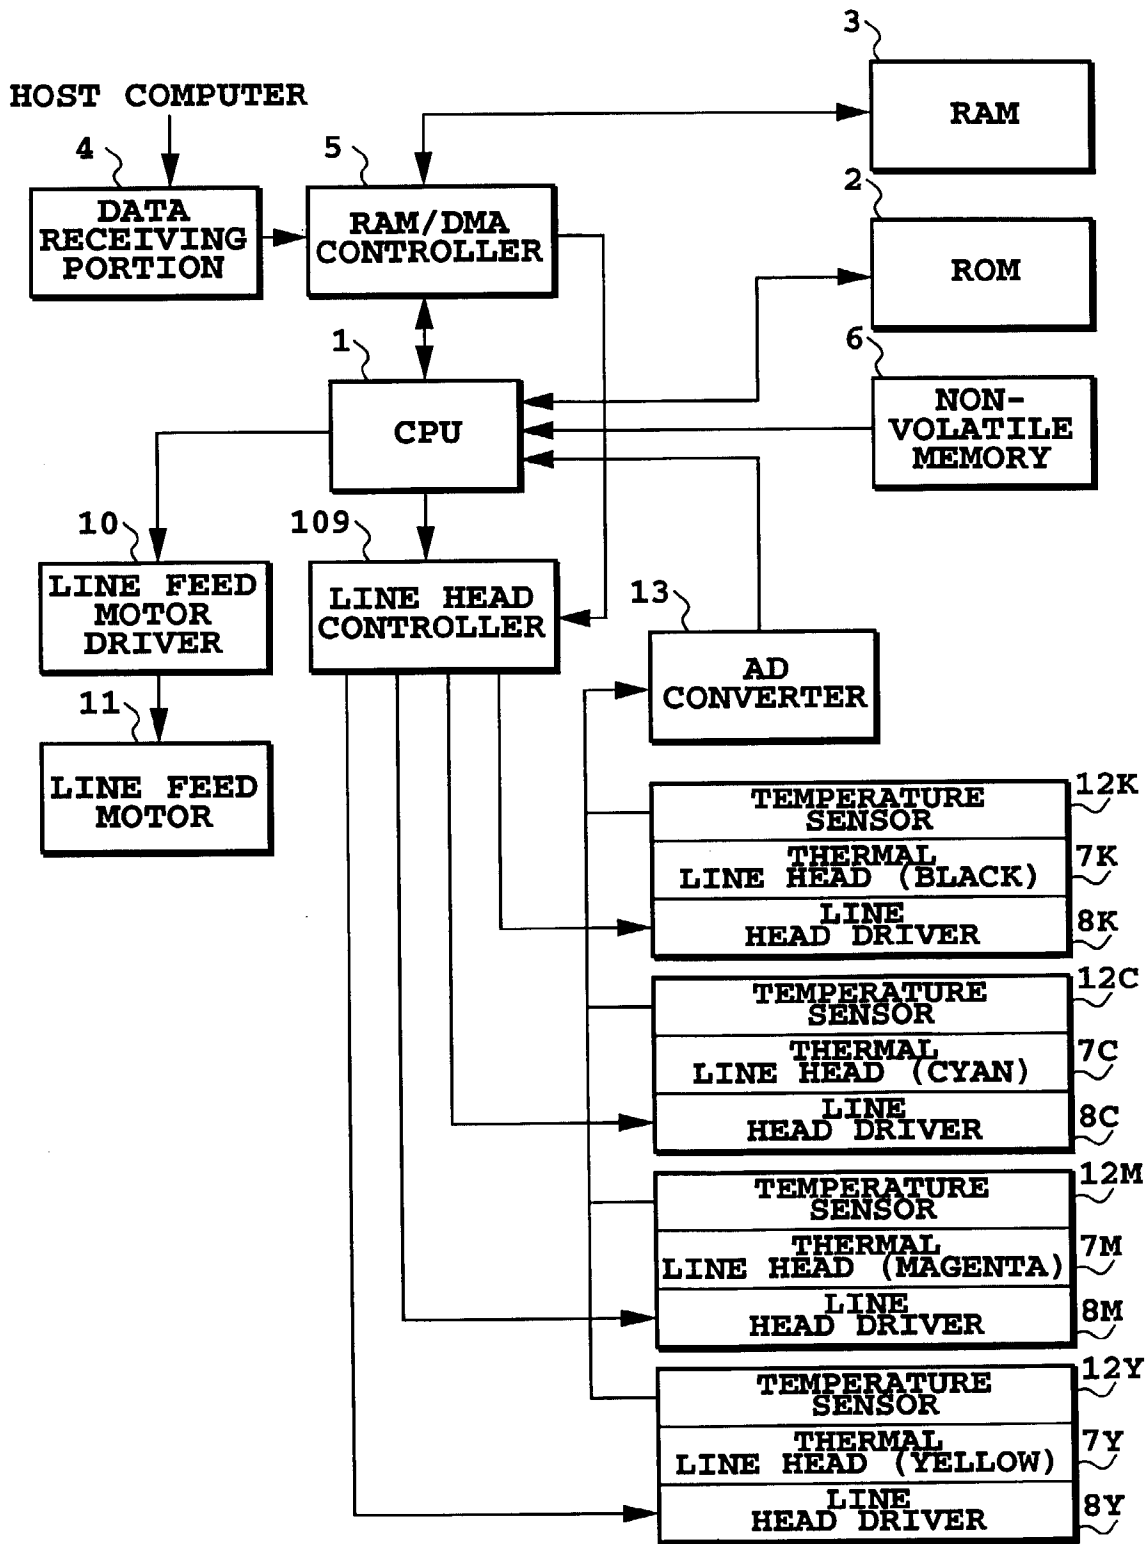 3
RAM
HOST COMPUTER
4
DATA
RECEIVING
PORTION
5
RAM/DMA
CONTROLLER
2
ROM
1
CPU
6
NON-
VOLATILE
MEMORY
10
LINE FEED
MOTOR
DRIVER
109
LINE HEAD
CONTROLLER
13
AD
CONVERTER
11
LINE FEED
MOTOR
TEMPERATURE
SENSOR
12K
THERMAL
LINE HEAD (BLACK)
7K
LINE
HEAD DRIVER
8K
TEMPERATURE
SENSOR
12C
THERMAL
LINE HEAD (CYAN)
7C
LINE
HEAD DRIVER
8C
TEMPERATURE
SENSOR
12M
THERMAL
LINE HEAD (MAGENTA)
7M
LINE
HEAD DRIVER
8M
TEMPERATURE
SENSOR
12Y
THERMAL
LINE HEAD (YELLOW)
7Y
LINE
HEAD DRIVER
8Y